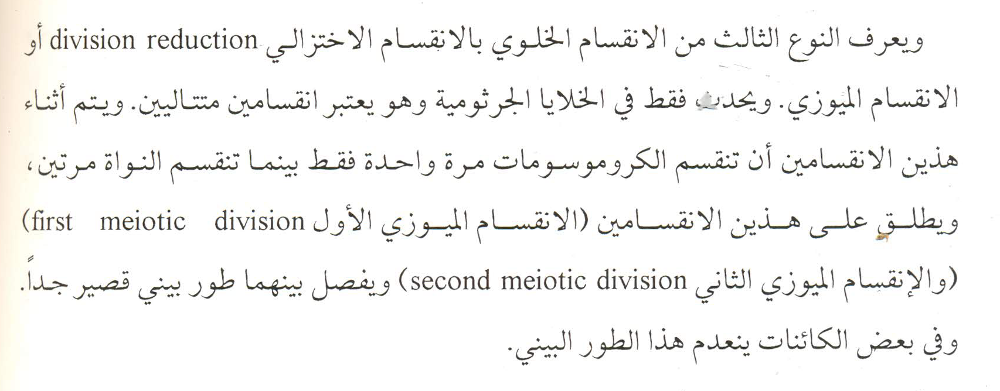 ويعرف النوع الثالث من الانقسام الخلوي بالانقسام الاختزالي division reduction أو
الانقسام الميوزي. ويحدث فقط في الخلايا الجرثومية وهو يعتبر انقسامين متتاليين. ويتم أثناء
هذين الانقسامين أن تنقسم الكروموسومات مرة واحدة فقط بينما تنقسم النواة مرتين،
ويطلق على هذين الانقسامين (الانقسام الميوزي الأول first meiotic division)
(والإنقسام الميوزي الثاني second meiotic division) ويفصل بينهما طور بيني قصير جداً.
وفي بعض الكائنات ينعدم هذا الطور البيني.